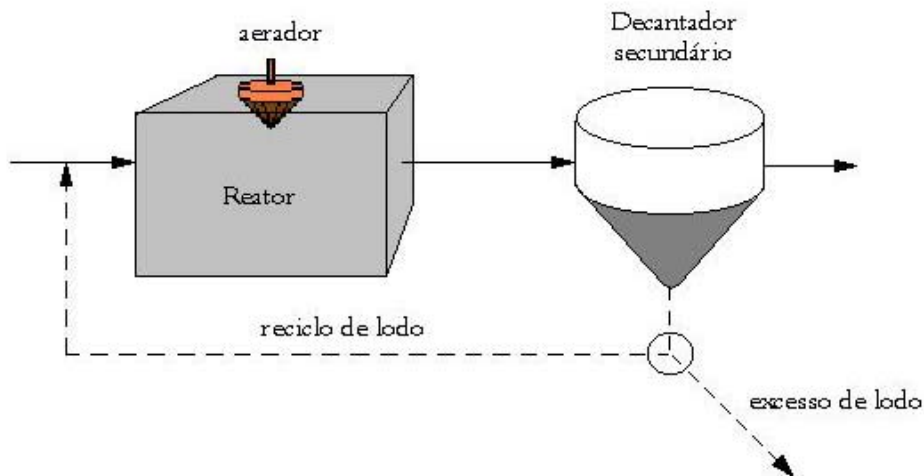 aerador
Decantador
secundário
Reator
reciclo de lodo
excesso de lodo